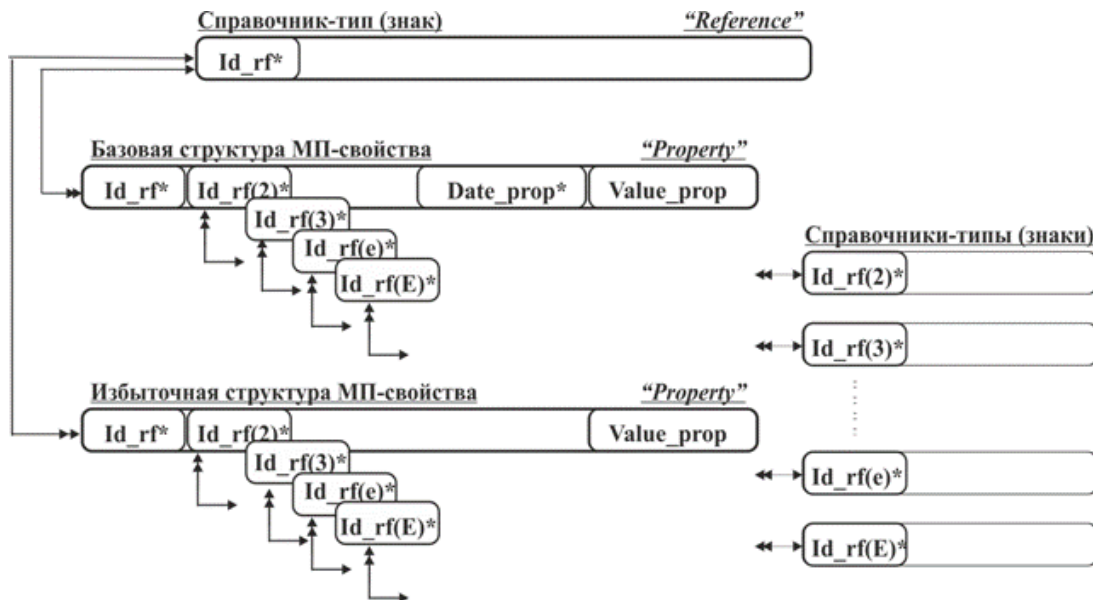 Справочник-тип (знак) “Reference”
Id_rf*
Базовая структура МП-свойства “Property”
Id_rf* Id_rf(2)* Date_prop* Value_prop
Id_rf(3)*
Id_rf(e)*
Id_rf(E)*
Справочники-типы (знаки)
Id_rf(2)*
Id_rf(3)*
Id_rf(e)*
Id_rf(E)*
Избыточная структура МП-свойства “Property”
Id_rf* Id_rf(2)* Value_prop
Id_rf(3)*
Id_rf(e)*
Id_rf(E)*